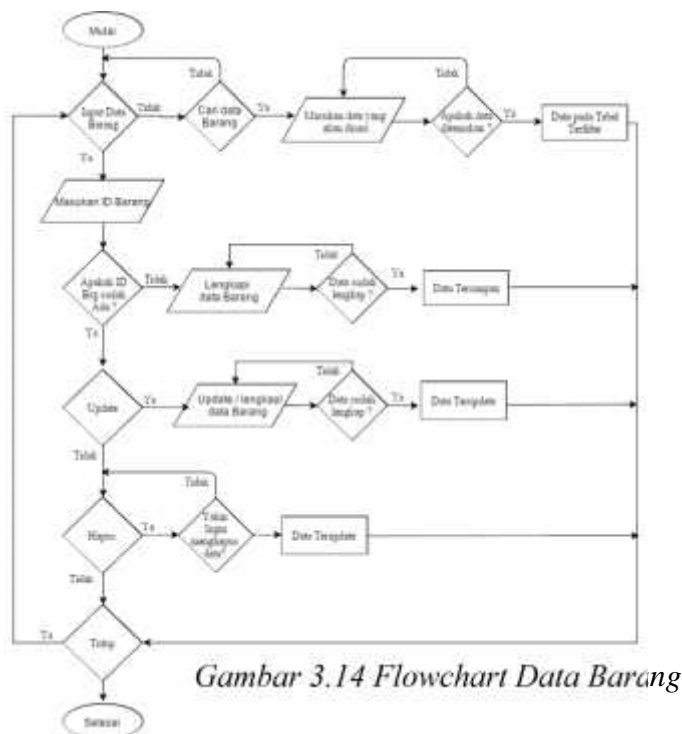 Mulai
Tidak
Input Data
Barang
Tidak
Cari data
Barang
Ya
Masukan data yang
akan dicari
Tidak
Apakah data
ditemukan ?
Ya
Data pada Tabel
Terfilter
Ya
Masukan ID Barang
Apakah ID
Brg sudah
Ada ?
Tidak
Lengkapi
data Barang
Tidak
Data sudah
lengkap ?
Ya
Data Tersimpan
Ya
Update
Ya
Update / lengkapi
data Barang
Tidak
Data sudah
lengkap ?
Ya
Data Terupdate
Tidak
Tidak
Hapus
Ya
Yakin
Ingin
menghapus
data?
Data Terupdate
Tidak
Ya
Tutup
Selesai
Gambar 3.14 Flowchart Data Barang